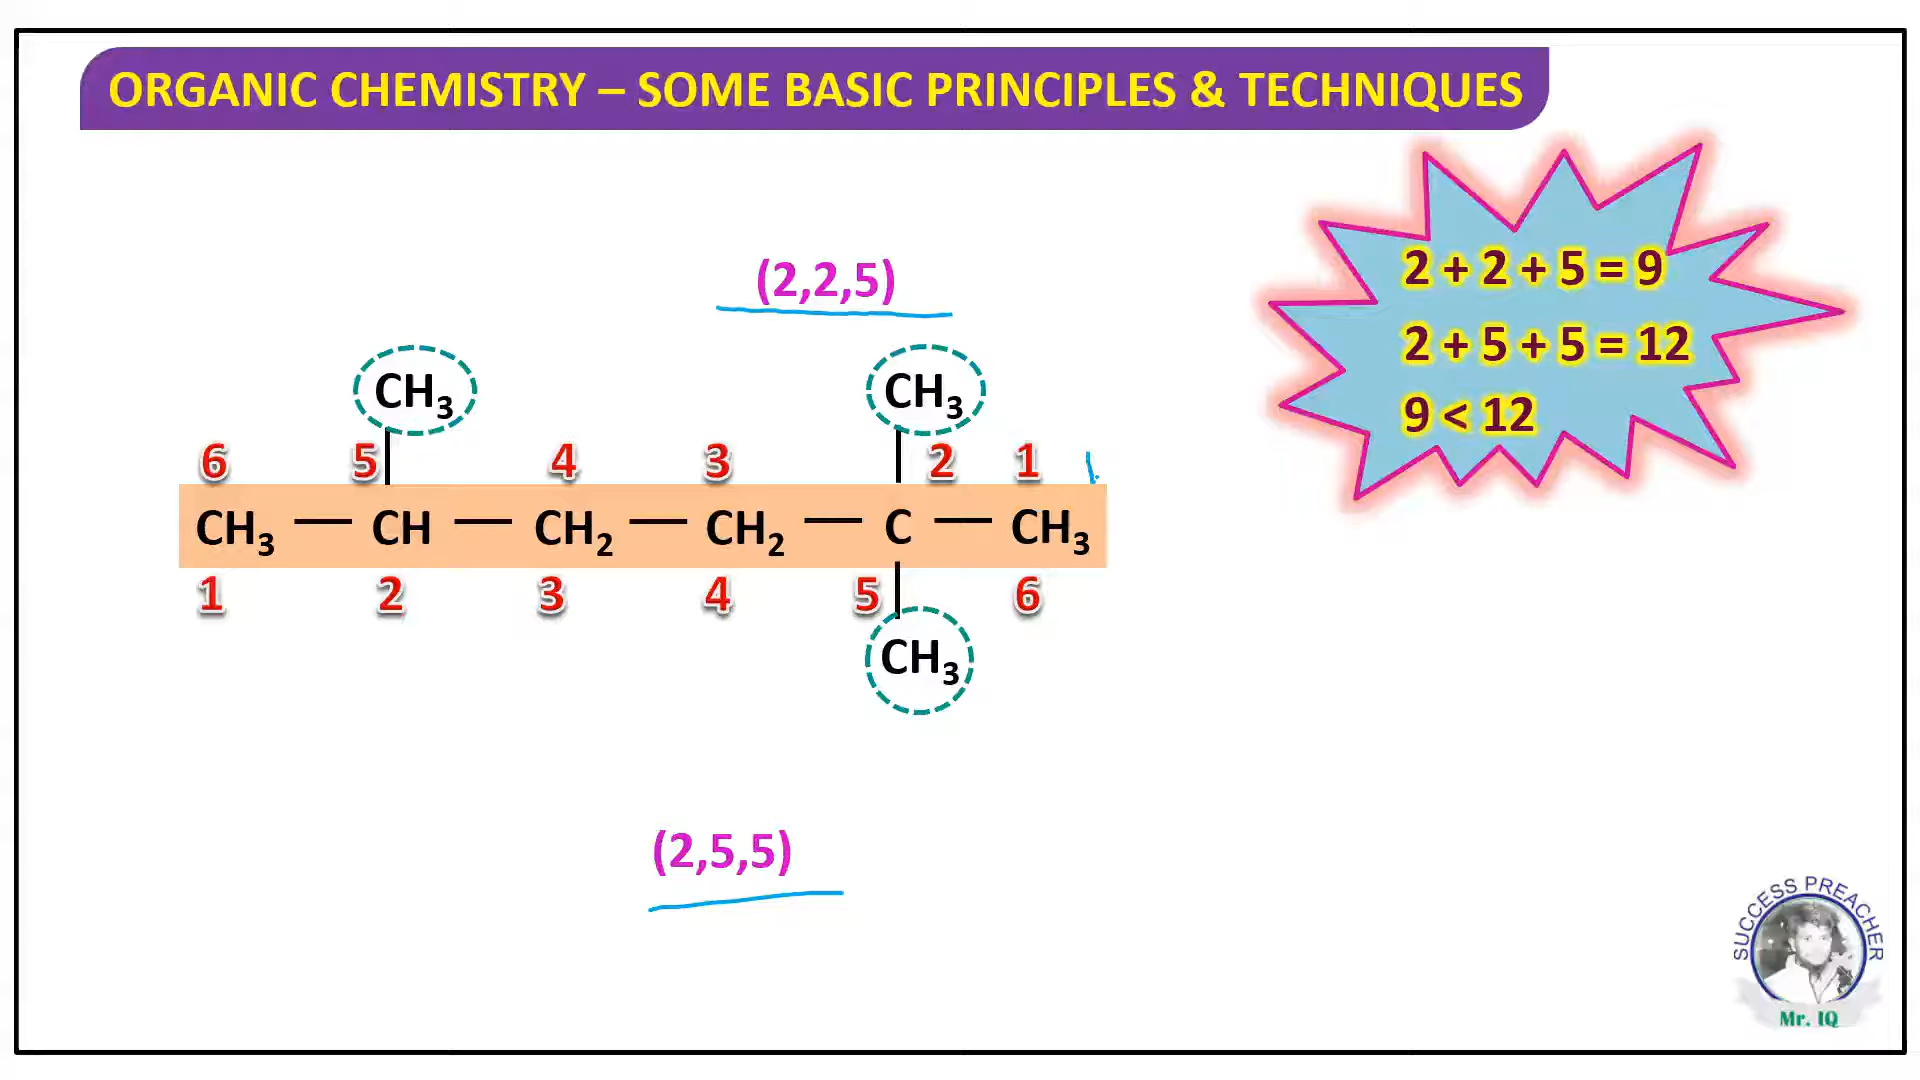 ORGANIC CHEMISTRY – SOME BASIC PRINCIPLES & TECHNIQUES
2 + 2 + 5 = 9
2 + 5 + 5 = 12
9 < 12
(2,2,5)
CH₃ CH₃
6 5 4 3 2 1
CH₃ — CH — CH₂ — CH₂ — C — CH₃
1 2 3 4 5 6
CH₃
(2,5,5)
SUCCESS PREACHER
Mr. IQ